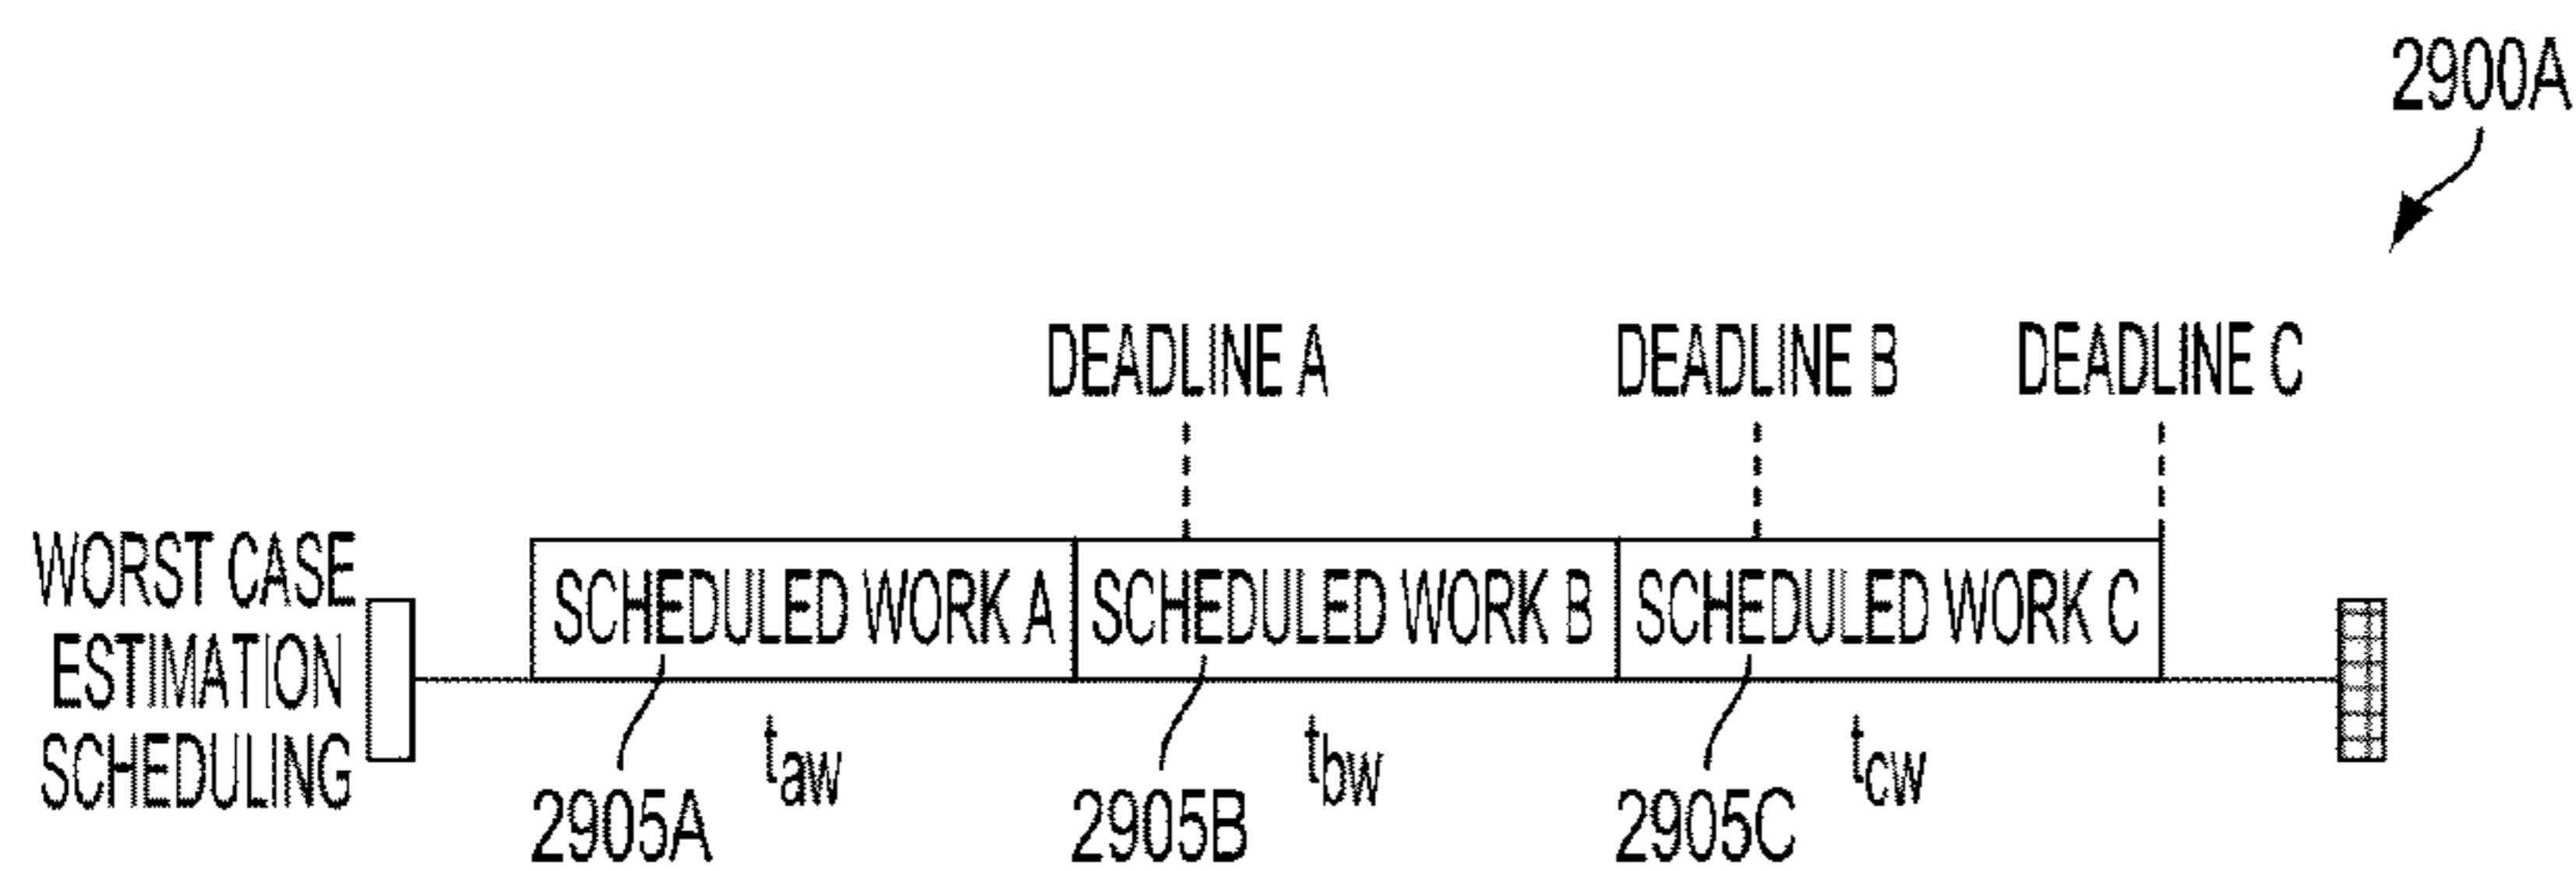 2900A
DEADLINE A
DEADLINE B
DEADLINE C
WORST CASE
ESTIMATION
SCHEDULING
SCHEDULED WORK A
SCHEDULED WORK B
SCHEDULED WORK C
taw
tbw
tcw
2905A
2905B
2905C